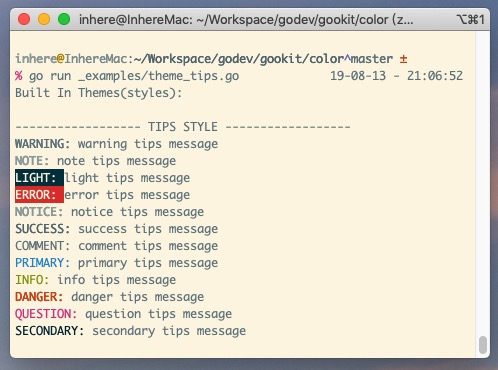 inhere@InhereMac: ~/Workspace/godev/gookit/color (z... ⌥⌘1
inhere@InhereMac:~/Workspace/godev/gookit/color^master ±
% go run _examples/theme_tips.go 19-08-13 - 21:06:52
Built In Themes(styles):
----------------- TIPS STYLE -----------------
WARNING: warning tips message
NOTE: note tips message
LIGHT: light tips message
ERROR: error tips message
NOTICE: notice tips message
SUCCESS: success tips message
COMMENT: comment tips message
PRIMARY: primary tips message
INFO: info tips message
DANGER: danger tips message
QUESTION: question tips message
SECONDARY: secondary tips message